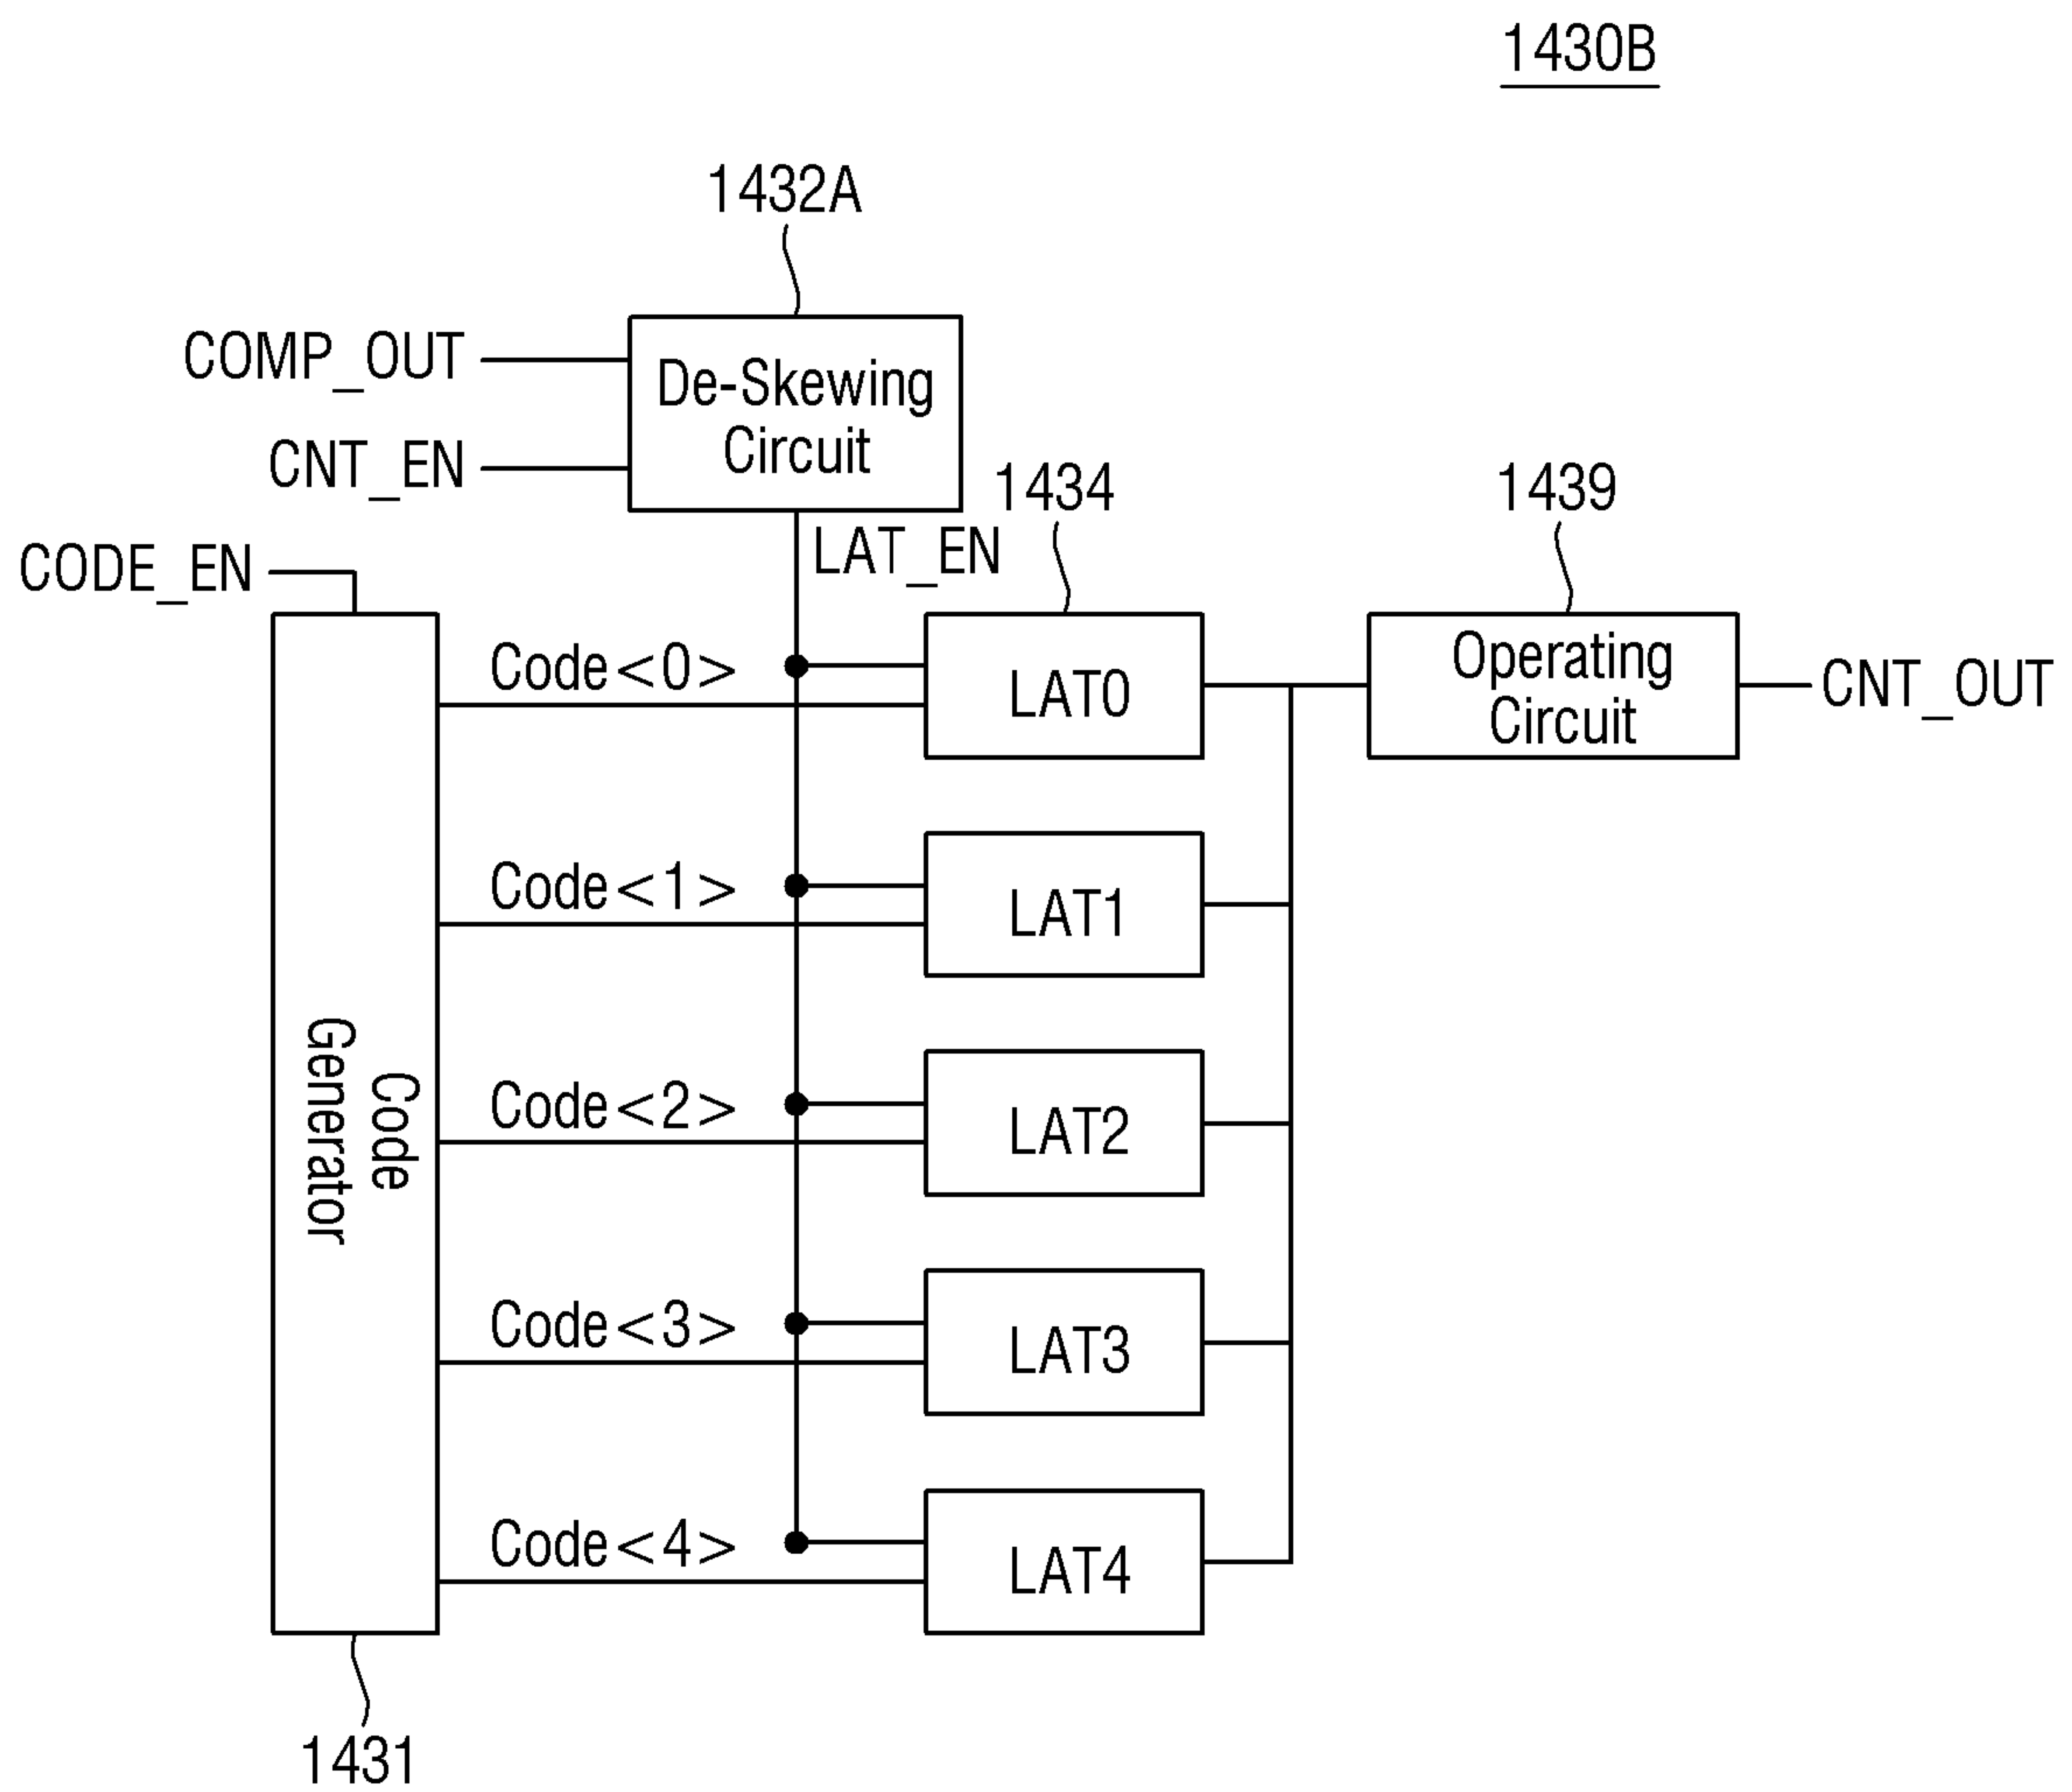 1430B
1432A
COMP_OUT
De-Skewing
Circuit
CNT_EN
1434
1439
LAT_EN
CODE_EN
Code<0>
LAT0
Operating
Circuit
CNT_OUT
Code<1>
LAT1
Code
Generator
Code<2>
LAT2
Code<3>
LAT3
Code<4>
LAT4
1431